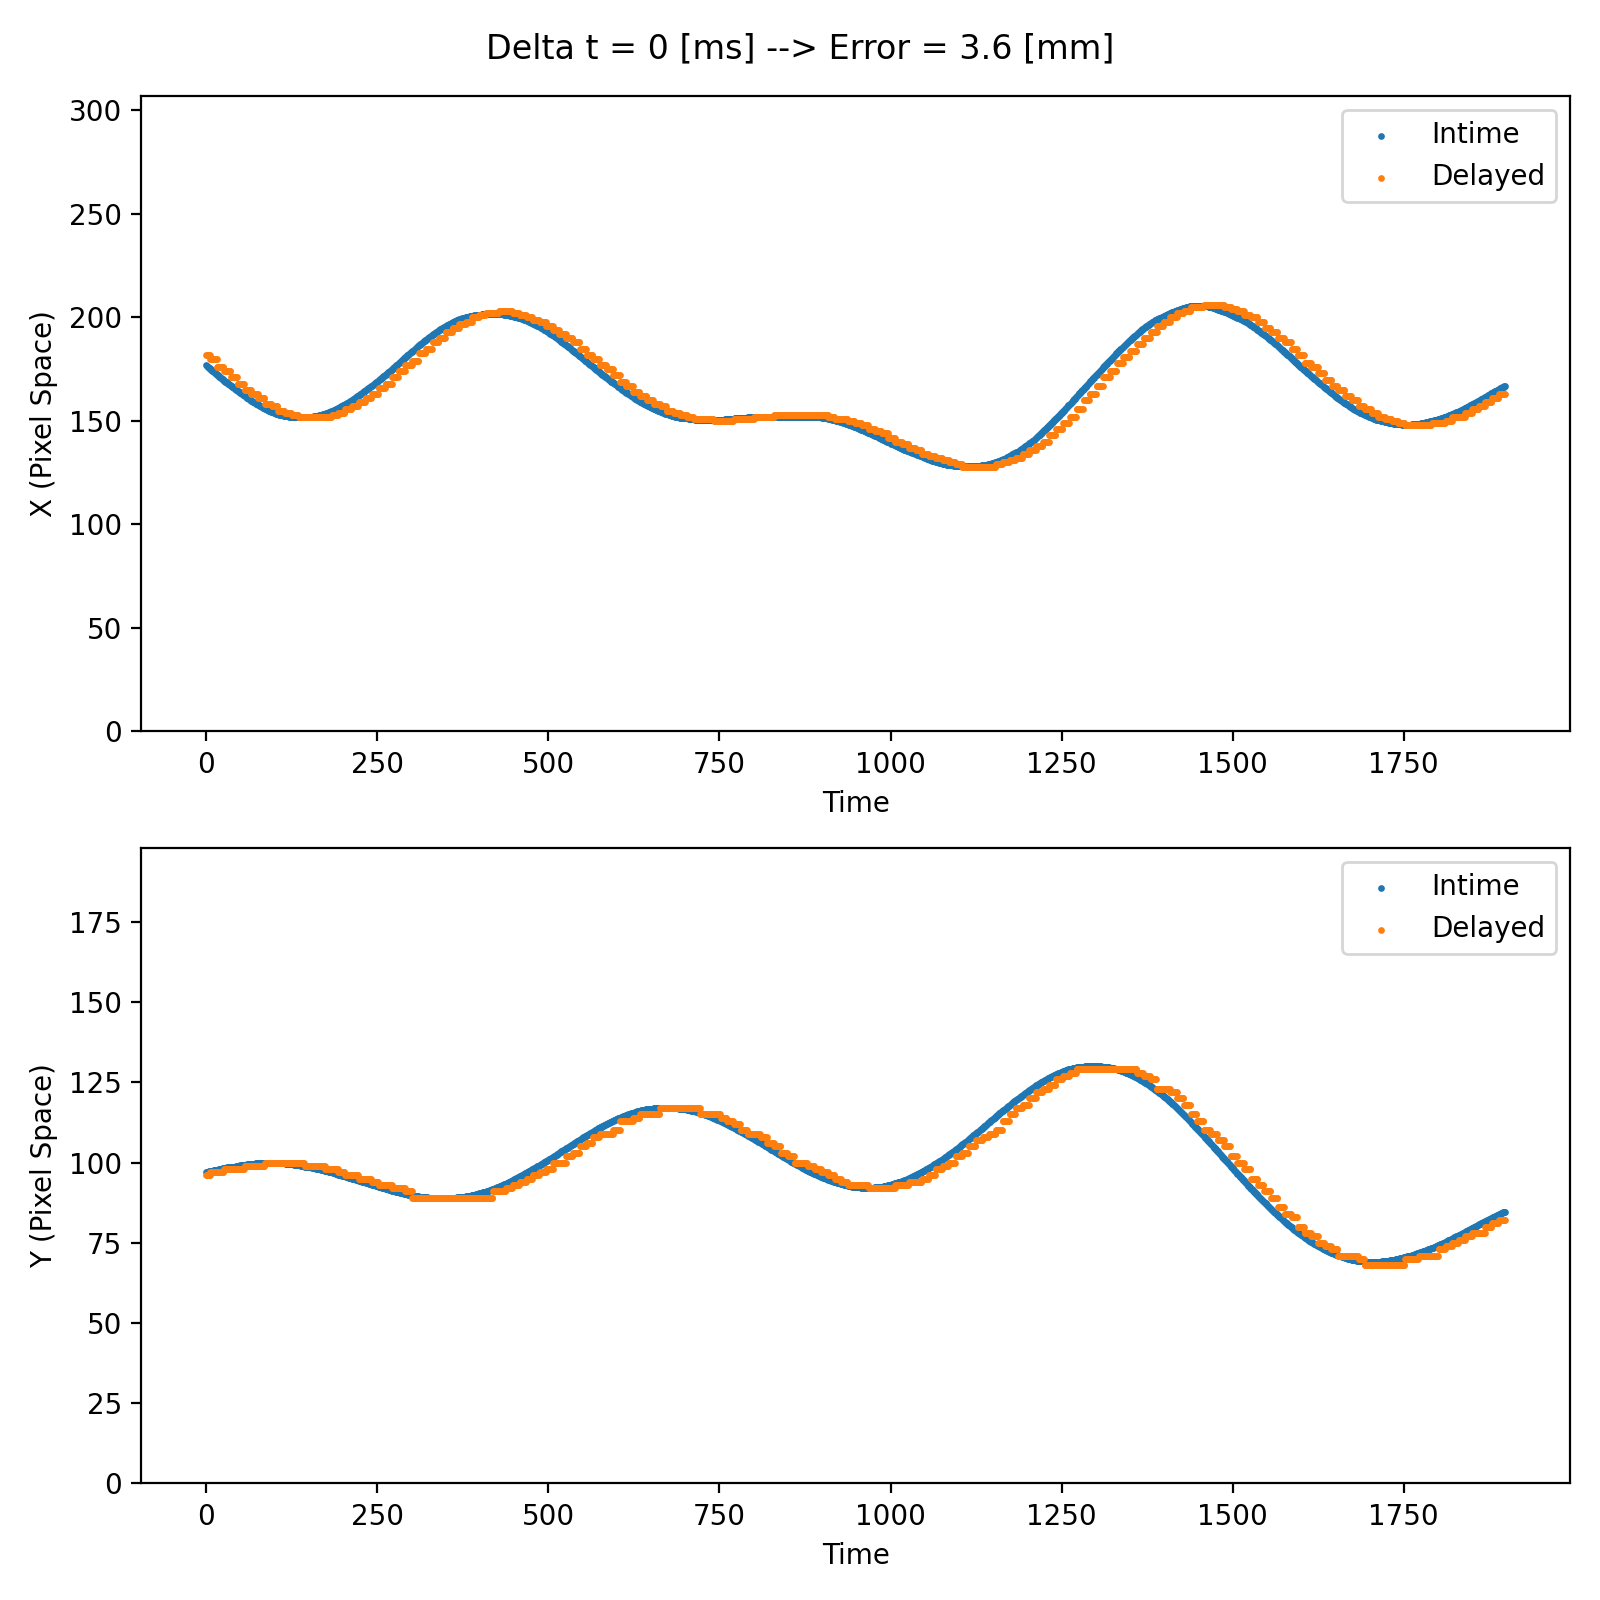 Delta t = 0 [ms] --> Error = 3.6 [mm]
300
250
200
150
100
50
0
X (Pixel Space)
Intime
Delayed
0 250 500 750 1000 1250 1500 1750
Time
175
150
125
100
75
50
25
0
Y (Pixel Space)
Intime
Delayed
0 250 500 750 1000 1250 1500 1750
Time